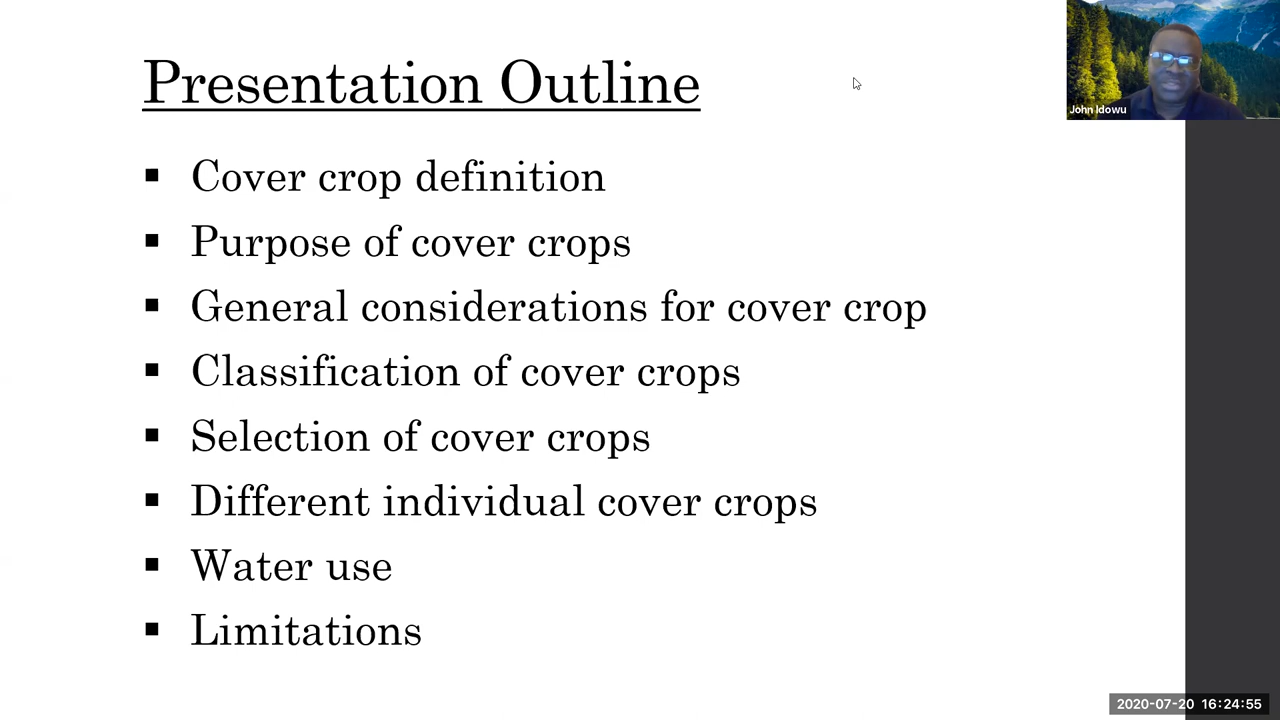 Presentation Outline
John Idowu
▪ Cover crop definition
▪ Purpose of cover crops
▪ General considerations for cover crop
▪ Classification of cover crops
▪ Selection of cover crops
▪ Different individual cover crops
▪ Water use
▪ Limitations
2020-07-20 16:24:55